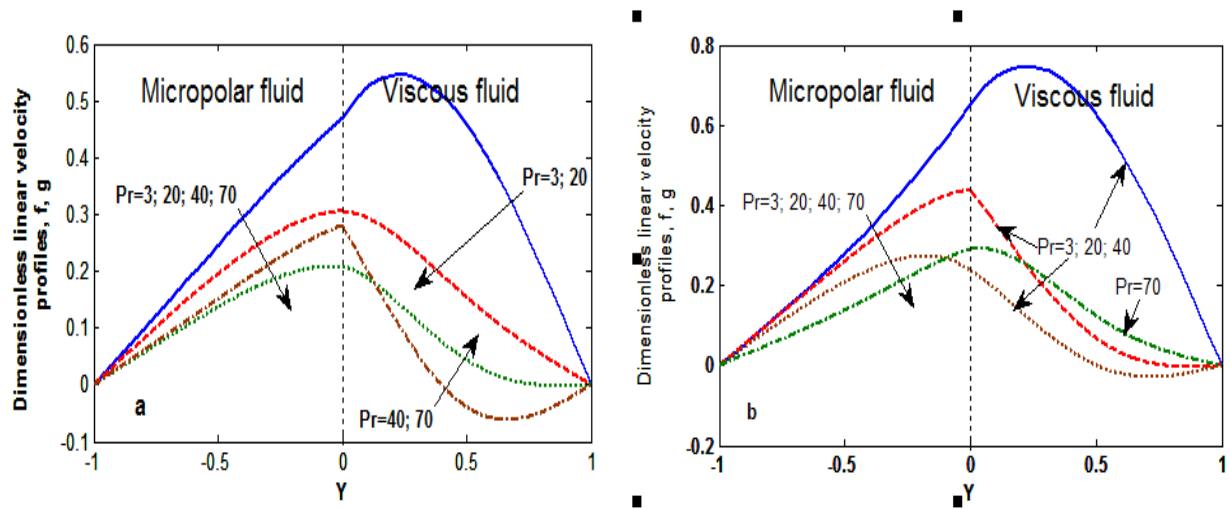 Dimensionless linear velocity
profiles, f, g
0.6
0.5
0.4
0.3
0.2
0.1
0
-0.1
Micropolar fluid
Viscous fluid
Pr=3; 20; 40; 70
Pr=3; 20
Pr=40; 70
a
-1
-0.5
0
0.5
1
Y
Dimensionless linear velocity
profiles, f, g
0.8
0.6
0.4
0.2
0
-0.2
Micropolar fluid
Viscous fluid
Pr=3; 20; 40; 70
Pr=3; 20; 40
Pr=70
b
-1
-0.5
0
0.5
1
Y